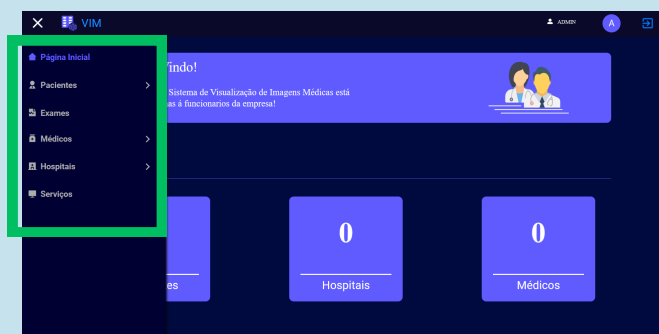 VIM
ADMIN
A
Página Inicial
Pacientes
Exames
Médicos
Hospitais
Serviços
indo!
Sistema de Visualização de Imagens Médicas está
as á funcionarios da empresa!
es
0
Hospitais
0
Médicos